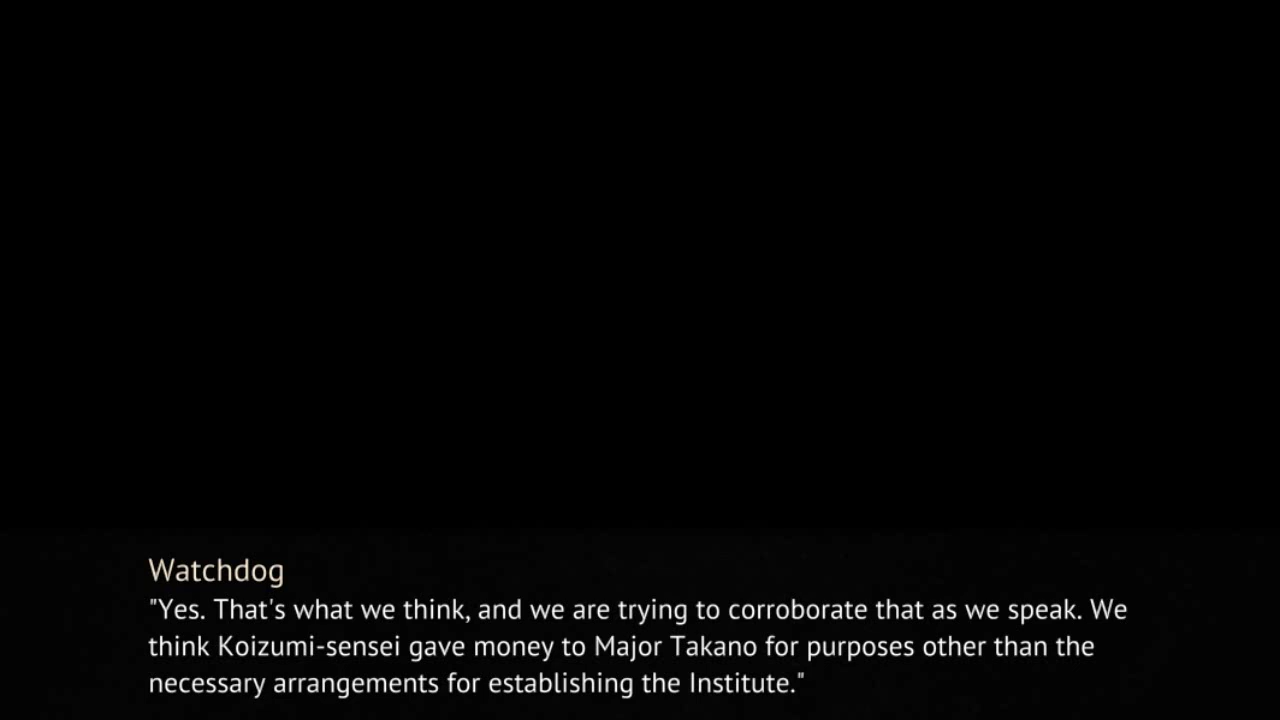 Watchdog
"Yes. That's what we think, and we are trying to corroborate that as we speak. We
think Koizumi-sensei gave money to Major Takano for purposes other than the
necessary arrangements for establishing the Institute."